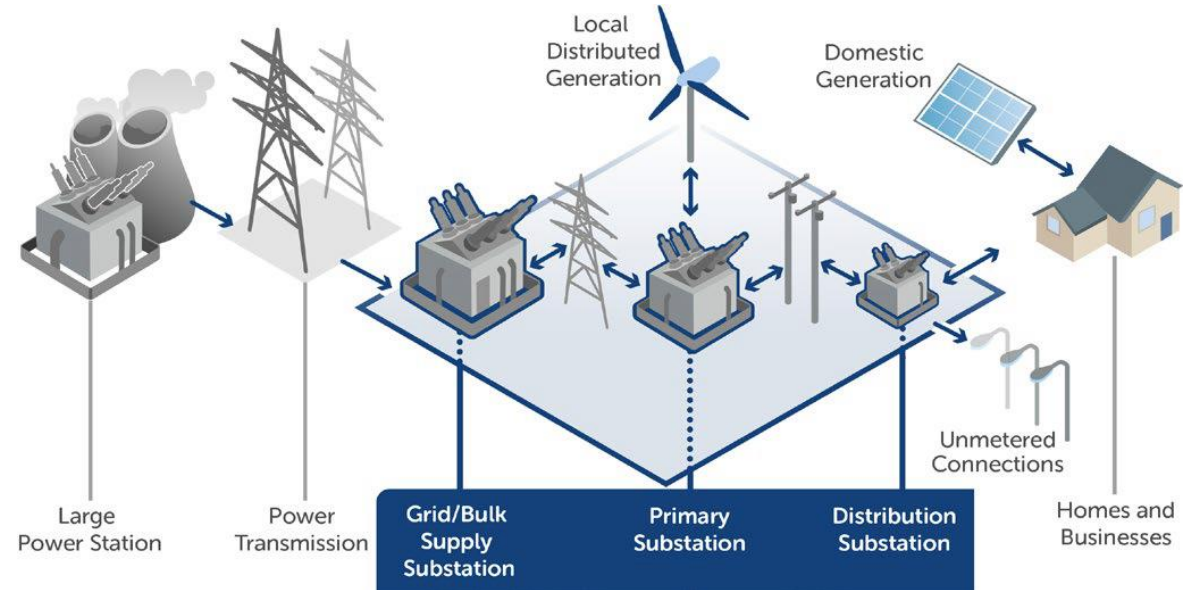 Local
Distributed
Generation
Domestic
Generation
Unmetered
Connections
Large
Power Station
Power
Transmission
Grid/Bulk
Supply
Substation
Primary
Substation
Distribution
Substation
Homes and
Businesses